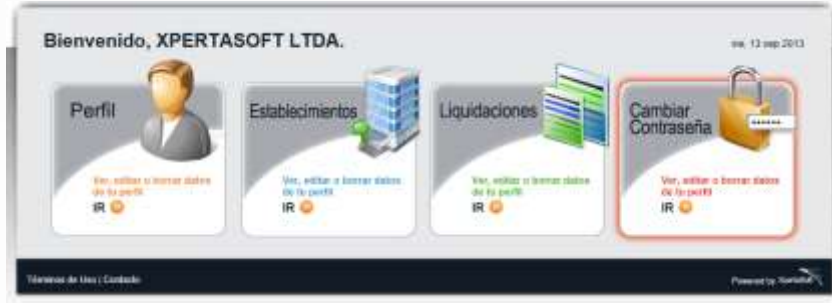 Bienvenido, XPERTASOFT LTDA.
vie, 13 sep 2013
Perfil
Ver, editar o borrar datos
de tu perfil
IR
Establecimientos
Ver, editar o borrar datos
de tu perfil
IR
Liquidaciones
Ver, editar o borrar datos
de tu perfil
IR
Cambiar
Contraseña
Ver, editar o borrar datos
de tu perfil
IR
Términos de Uso | Contacto
Powered by